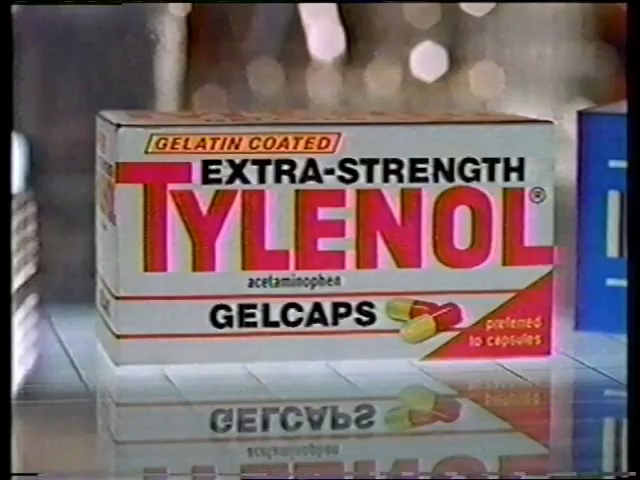 GELATIN COATED
EXTRA-STRENGTH
TYLENOL®
acetaminophen
GELCAPS
preferred
to capsules